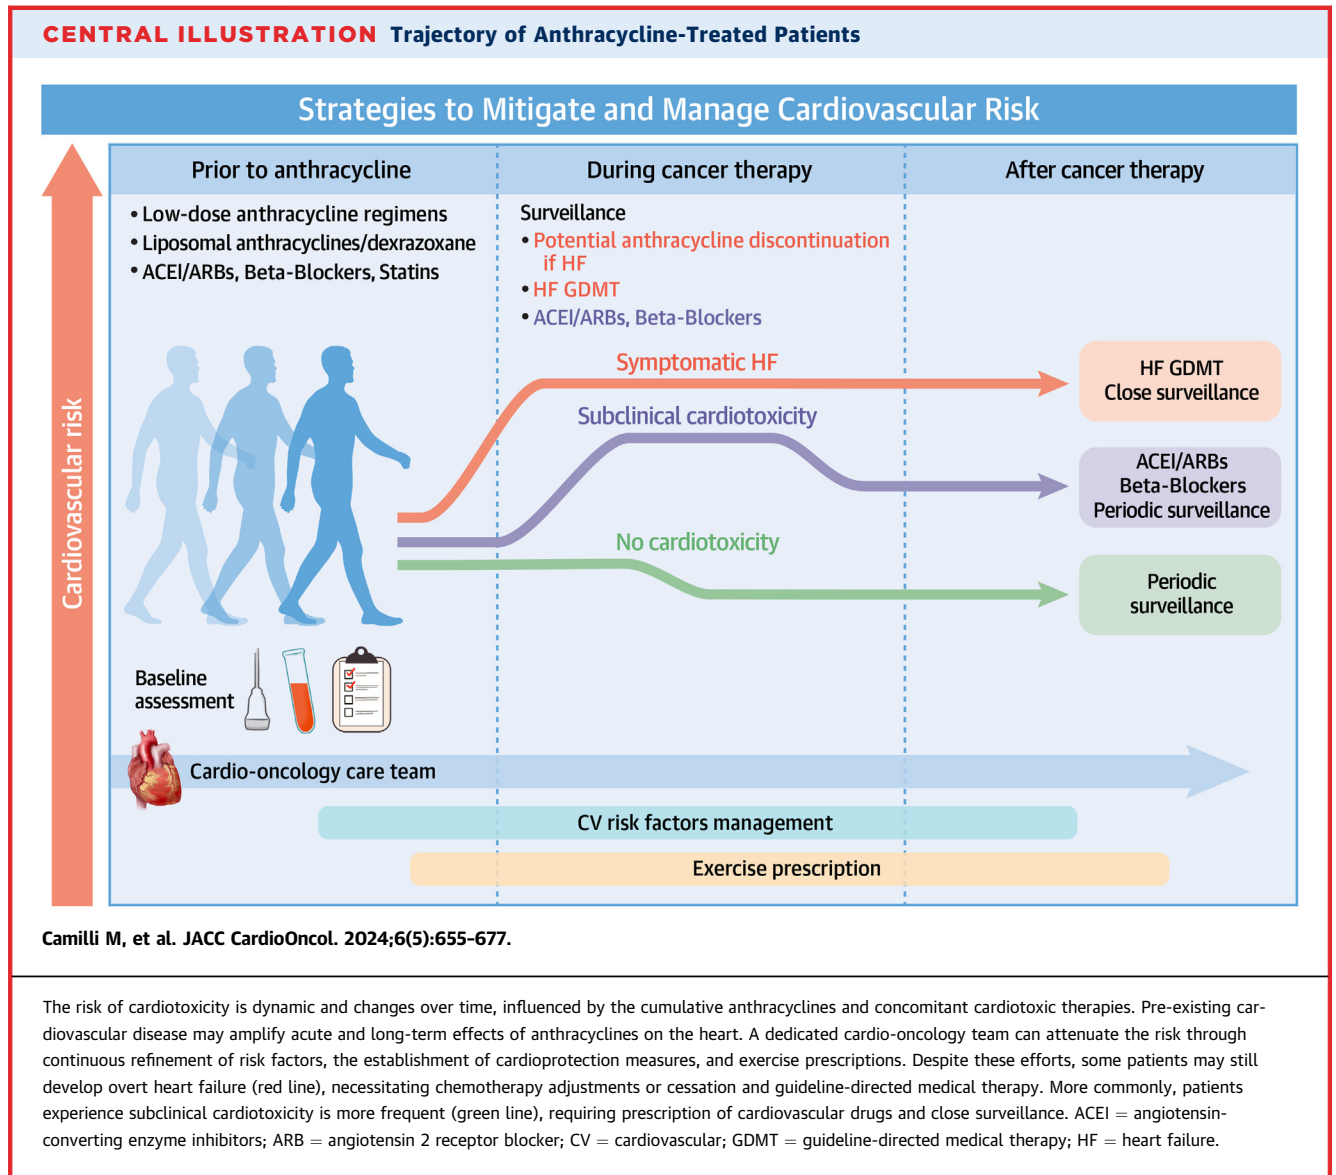 CENTRAL ILLUSTRATION Trajectory of Anthracycline-Treated Patients
Strategies to Mitigate and Manage Cardiovascular Risk
Cardiovascular risk
Prior to anthracycline
• Low-dose anthracycline regimens
• Liposomal anthracyclines/dexrazoxane
• ACEI/ARBs, Beta-Blockers, Statins
During cancer therapy
Surveillance
• Potential anthracycline discontinuation
if HF
• HF GDMT
• ACEI/ARBs, Beta-Blockers
After cancer therapy
Symptomatic HF
HF GDMT
Close surveillance
Subclinical cardiotoxicity
ACEI/ARBs
Beta-Blockers
Periodic surveillance
No cardiotoxicity
Periodic
surveillance
Baseline
assessment
Cardio-oncology care team
CV risk factors management
Exercise prescription
Camilli M, et al. JACC CardioOncol. 2024;6(5):655–677.
The risk of cardiotoxicity is dynamic and changes over time, influenced by the cumulative anthracyclines and concomitant cardiotoxic therapies. Pre-existing car-
diovascular disease may amplify acute and long-term effects of anthracyclines on the heart. A dedicated cardio-oncology team can attenuate the risk through
continuous refinement of risk factors, the establishment of cardioprotection measures, and exercise prescriptions. Despite these efforts, some patients may still
develop overt heart failure (red line), necessitating chemotherapy adjustments or cessation and guideline-directed medical therapy. More commonly, patients
experience subclinical cardiotoxicity is more frequent (green line), requiring prescription of cardiovascular drugs and close surveillance. ACEI = angiotensin-
converting enzyme inhibitors; ARB = angiotensin 2 receptor blocker; CV = cardiovascular; GDMT = guideline-directed medical therapy; HF = heart failure.